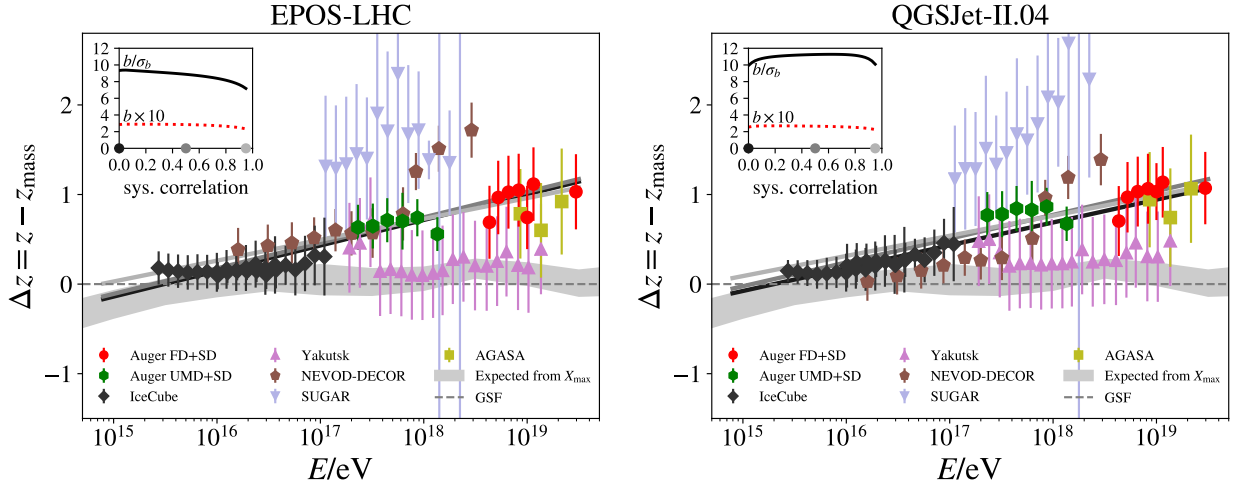 EPOS-LHC
12
10
8
6
4
2
0
b/σ_b
b × 10
0.0 0.2 0.4 0.6 0.8 1.0
sys. correlation
2
1
0
−1
Δz = z − z_mass
Auger FD+SD
Auger UMD+SD
IceCube
Yakutsk
NEVOD-DECOR
SUGAR
AGASA
Expected from X_max
GSF
10^15 10^16 10^17 10^18 10^19
E/eV
QGSJet-II.04
12
10
8
6
4
2
0
b/σ_b
b × 10
0.0 0.2 0.4 0.6 0.8 1.0
sys. correlation
2
1
0
−1
Δz = z − z_mass
Auger FD+SD
Auger UMD+SD
IceCube
Yakutsk
NEVOD-DECOR
SUGAR
AGASA
Expected from X_max
GSF
10^15 10^16 10^17 10^18 10^19
E/eV